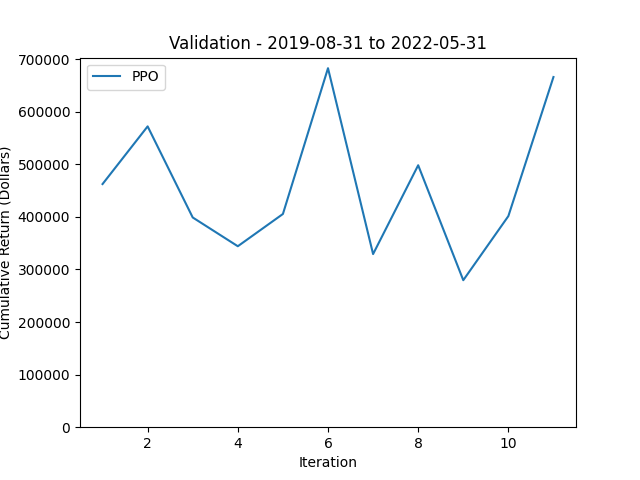 Validation - 2019-08-31 to 2022-05-31
PPO
700000
600000
500000
400000
300000
200000
100000
0
Cumulative Return (Dollars)
2 4 6 8 10
Iteration